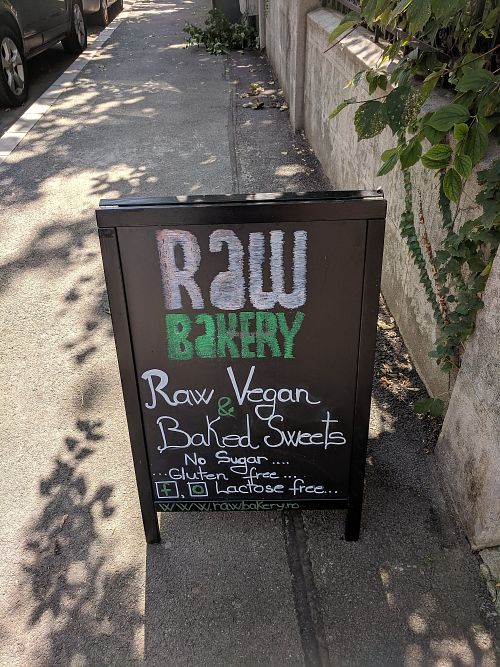 RaW
BaKERY
Raw Vegan
&
Baked Sweets
No Sugar....
...Gluten free...
Lactose free...
www.rawbakery.ro